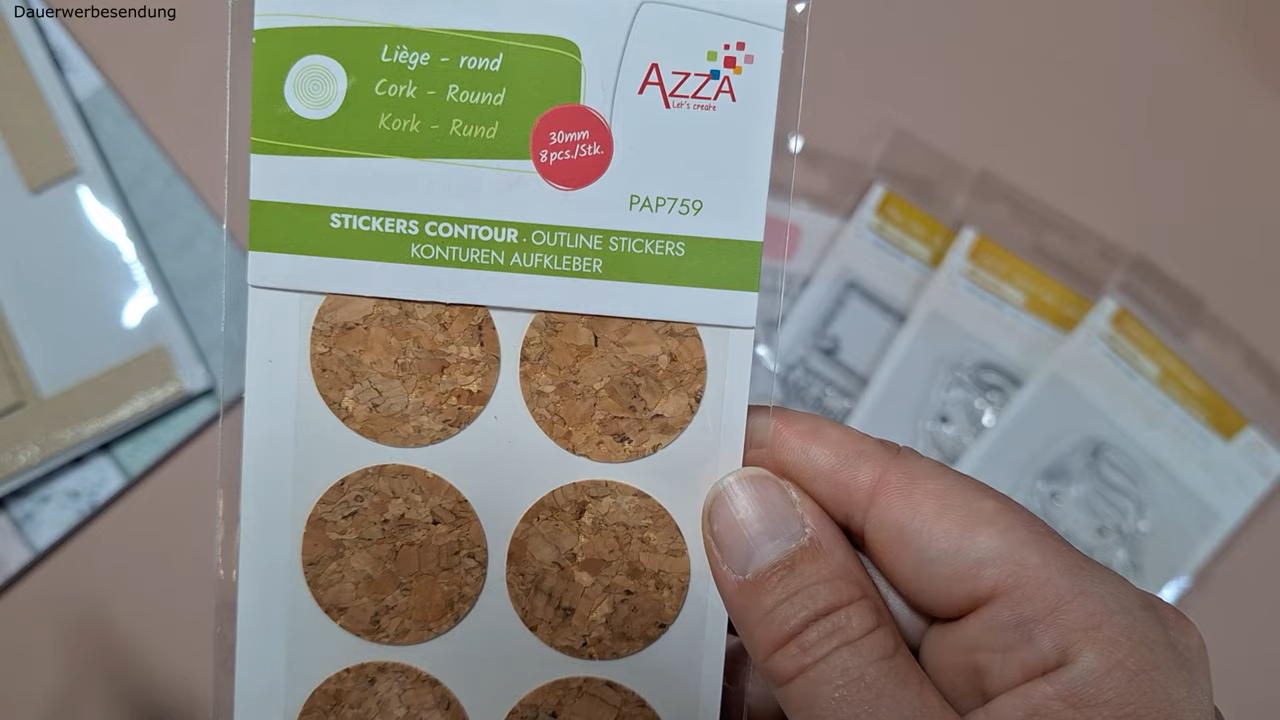 Dauerwerbesendung
Liège - rond
Cork - Round
Kork - Rund
30mm
8pcs./Stk.
AZZA
Let's create
PAP759
STICKERS CONTOUR · OUTLINE STICKERS
KONTUREN AUFKLEBER